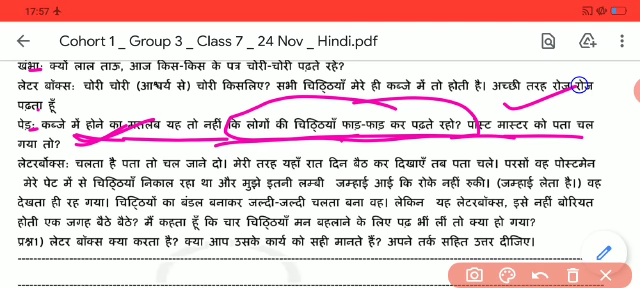 17:57
Cohort 1 _ Group 3 _ Class 7 _ 24 Nov _ Hindi.pdf
खंभा: क्यों लाल ताऊ, आज किस-किस के पत्र चोरी-चोरी पढ़ते रहे?
लेटर बॉक्स: चोरी चोरी (आश्चर्य से) चोरी किसलिए? सभी चिट्ठियाँ मेरे ही कब्जे में तो होती है। अच्छी तरह रोज रोज
पढ़ता हूँ
पेड़: कब्जे में होने का मतलब यह तो नहीं कि लोगों की चिट्ठियाँ फाड़-फाड़ कर पढ़ते रहो? पोस्ट मास्टर को पता चल
गया तो?
लेटरबॉक्स: चलता है पता तो चल जाने दो। मेरी तरह यहाँ रात दिन बैठ कर दिखाएँ तब पता चले। परसों वह पोस्टमेन
मेरे पेट में से चिट्ठियाँ निकाल रहा था और मुझे इतनी लम्बी जम्हाई आई कि रोके नहीं रुकी। (जम्हाई लेता है।) वह
देखता ही रह गया। चिट्ठियों का बंडल बनाकर जल्दी-जल्दी चलता बना वह। लेकिन यह लेटरबॉक्स, इसे नहीं बोरियत
होती एक जगह बैठे बैठे? मैं कहता हूँ कि चार चिट्ठियाँ मन बहलाने के लिए पढ़ भीं लीं तो क्या हो गया?
प्रश्न1) लेटर बॉक्स क्या करता है? क्या आप उसके कार्य को सही मानते हैं? अपने तर्क सहित उत्तर दीजिए।